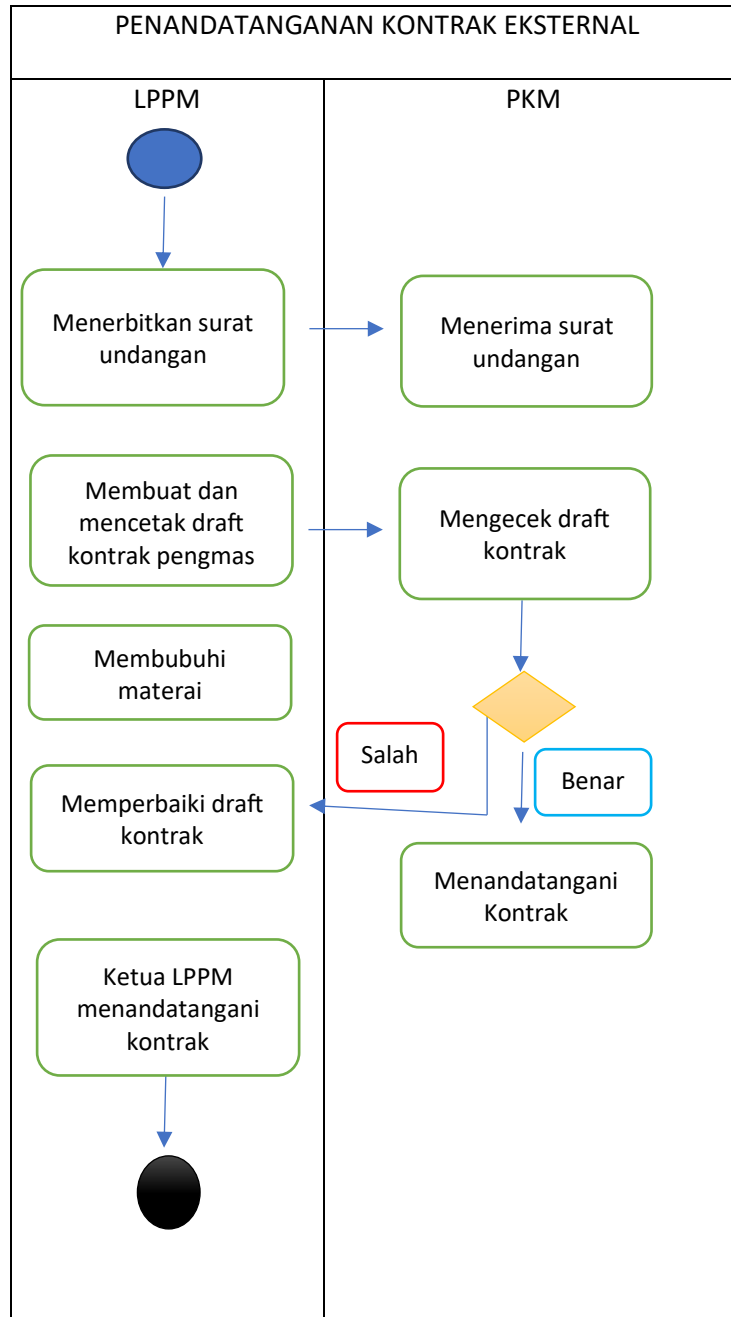 PENANDATANGANAN KONTRAK EKSTERNAL
LPPM
PKM
Menerbitkan surat
undangan
Menerima surat
undangan
Membuat dan
mencetak draft
kontrak pengmas
Mengecek draft
kontrak
Membubuhi
materai
Salah
Benar
Memperbaiki draft
kontrak
Menandatangani
Kontrak
Ketua LPPM
menandatangani
kontrak